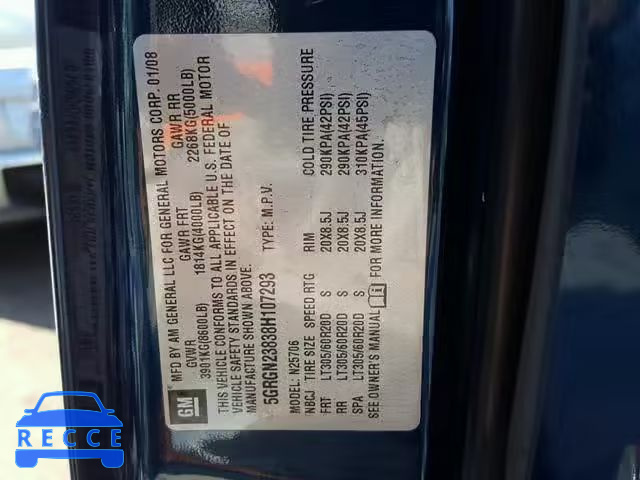 GM
MFD BY AM GENERAL LLC FOR GENERAL MOTORS CORP. 01/08
GVWR GAWR FRT GAWR RR
3901KG(8600LB) 1814KG(4000LB) 2268KG(5000LB)
THIS VEHICLE CONFORMS TO ALL APPLICABLE U.S. FEDERAL MOTOR
VEHICLE SAFETY STANDARDS IN EFFECT ON THE DATE OF
MANUFACTURE SHOWN ABOVE.
5GRGN23838H107293 TYPE: M.P.V.
MODEL: N25706
NBCJ TIRE SIZE SPEED RTG RIM COLD TIRE PRESSURE
FRT LT305/60R20D S 20X8.5J 290KPA(42PSI)
RR LT305/60R20D S 20X8.5J 290KPA(42PSI)
SPA LT305/60R20D S 20X8.5J 310KPA(45PSI)
SEE OWNER'S MANUAL FOR MORE INFORMATION.
RECCE